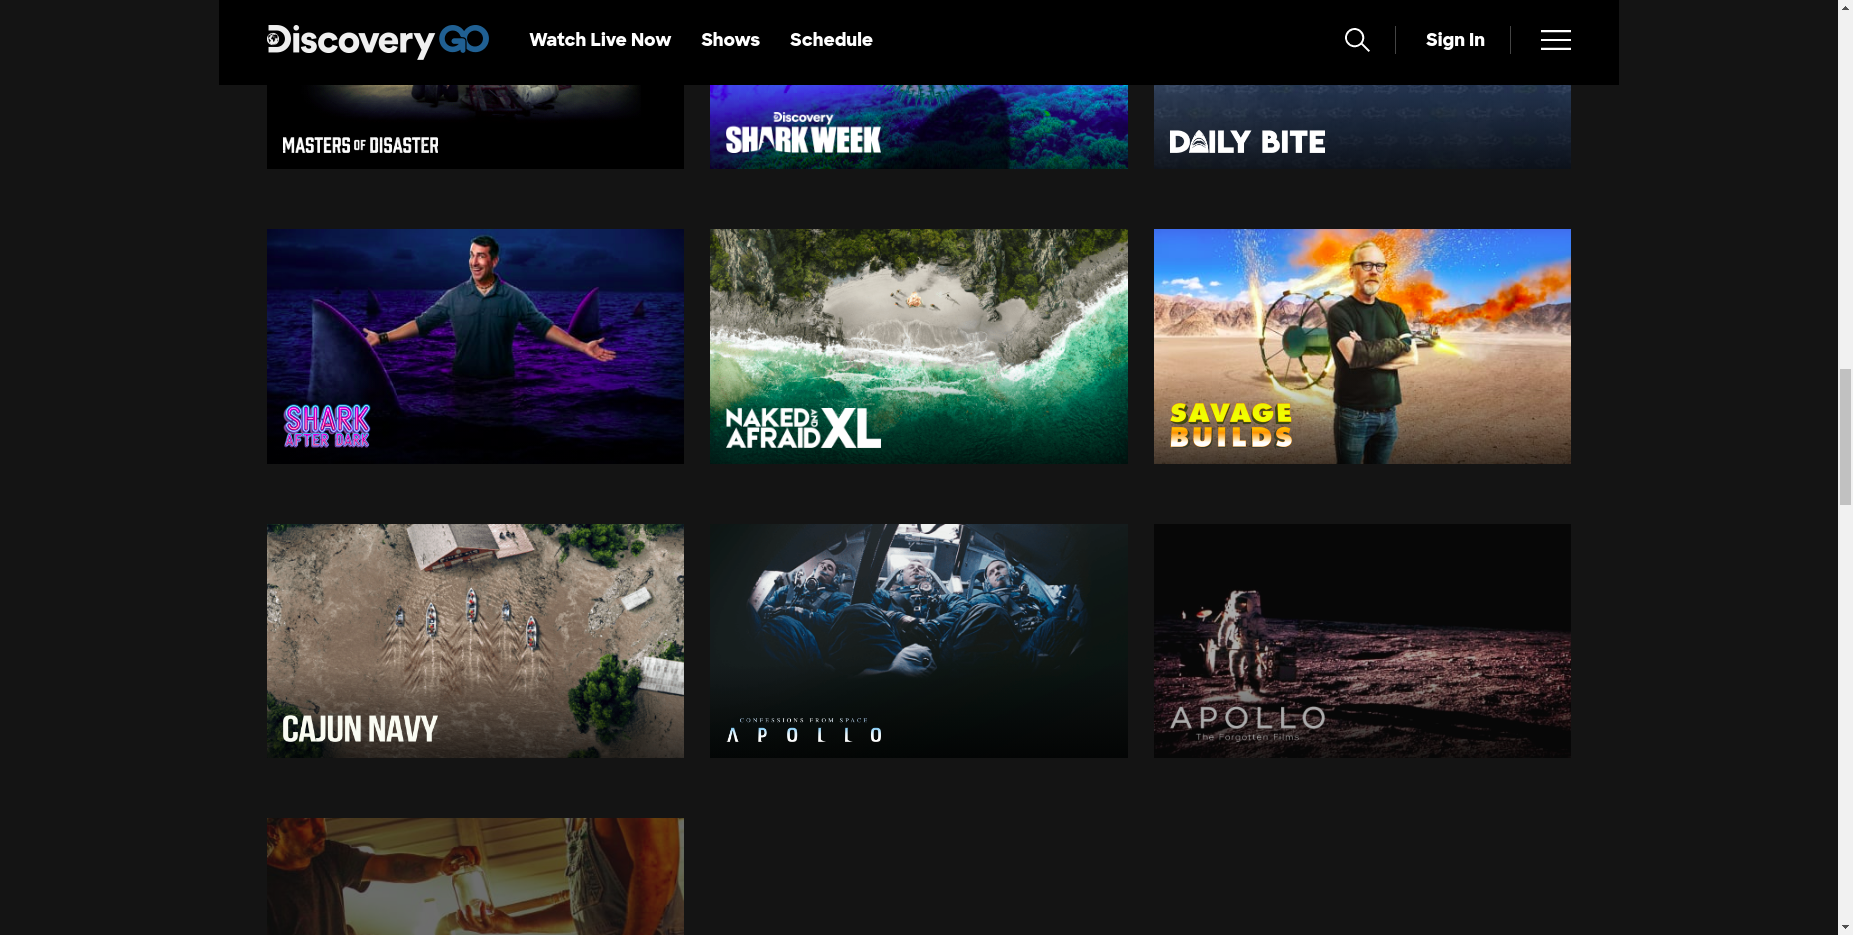 Discovery GO
Watch Live Now
Shows
Schedule
Sign In
MASTERS OF DISASTER
Discovery
SHARK WEEK
DAILY BITE
SHARK
AFTER DARK
NAKED AND
AFRAID XL
SAVAGE
BUILDS
CAJUN NAVY
CONFESSIONS FROM SPACE
APOLLO
APOLLO
The Forgotten Films